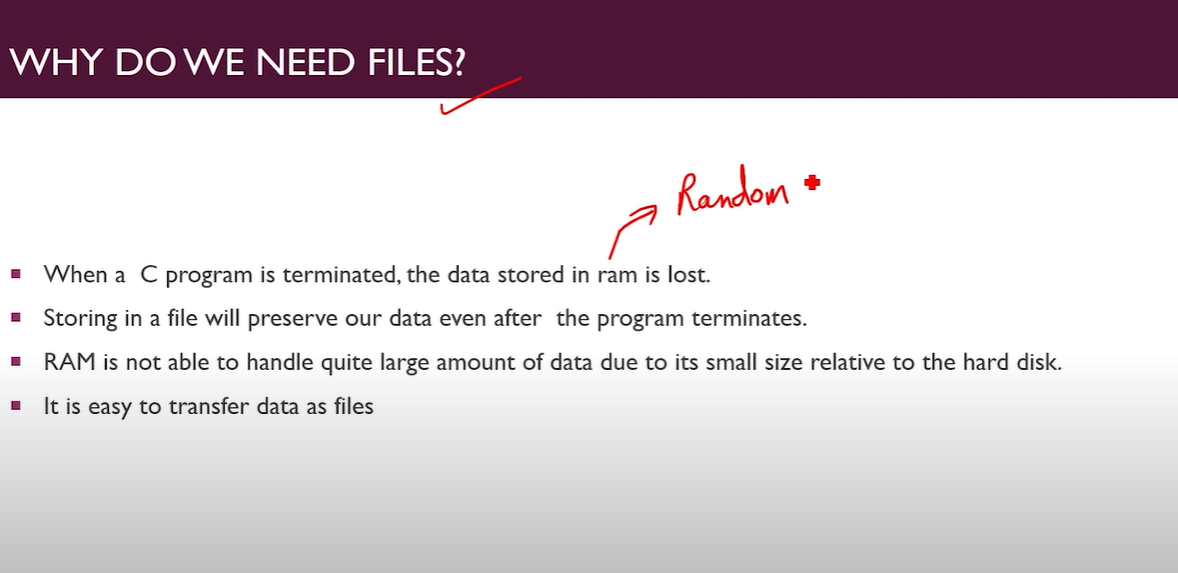 WHY DO WE NEED FILES?
Random
When a C program is terminated, the data stored in ram is lost.
Storing in a file will preserve our data even after the program terminates.
RAM is not able to handle quite large amount of data due to its small size relative to the hard disk.
It is easy to transfer data as files